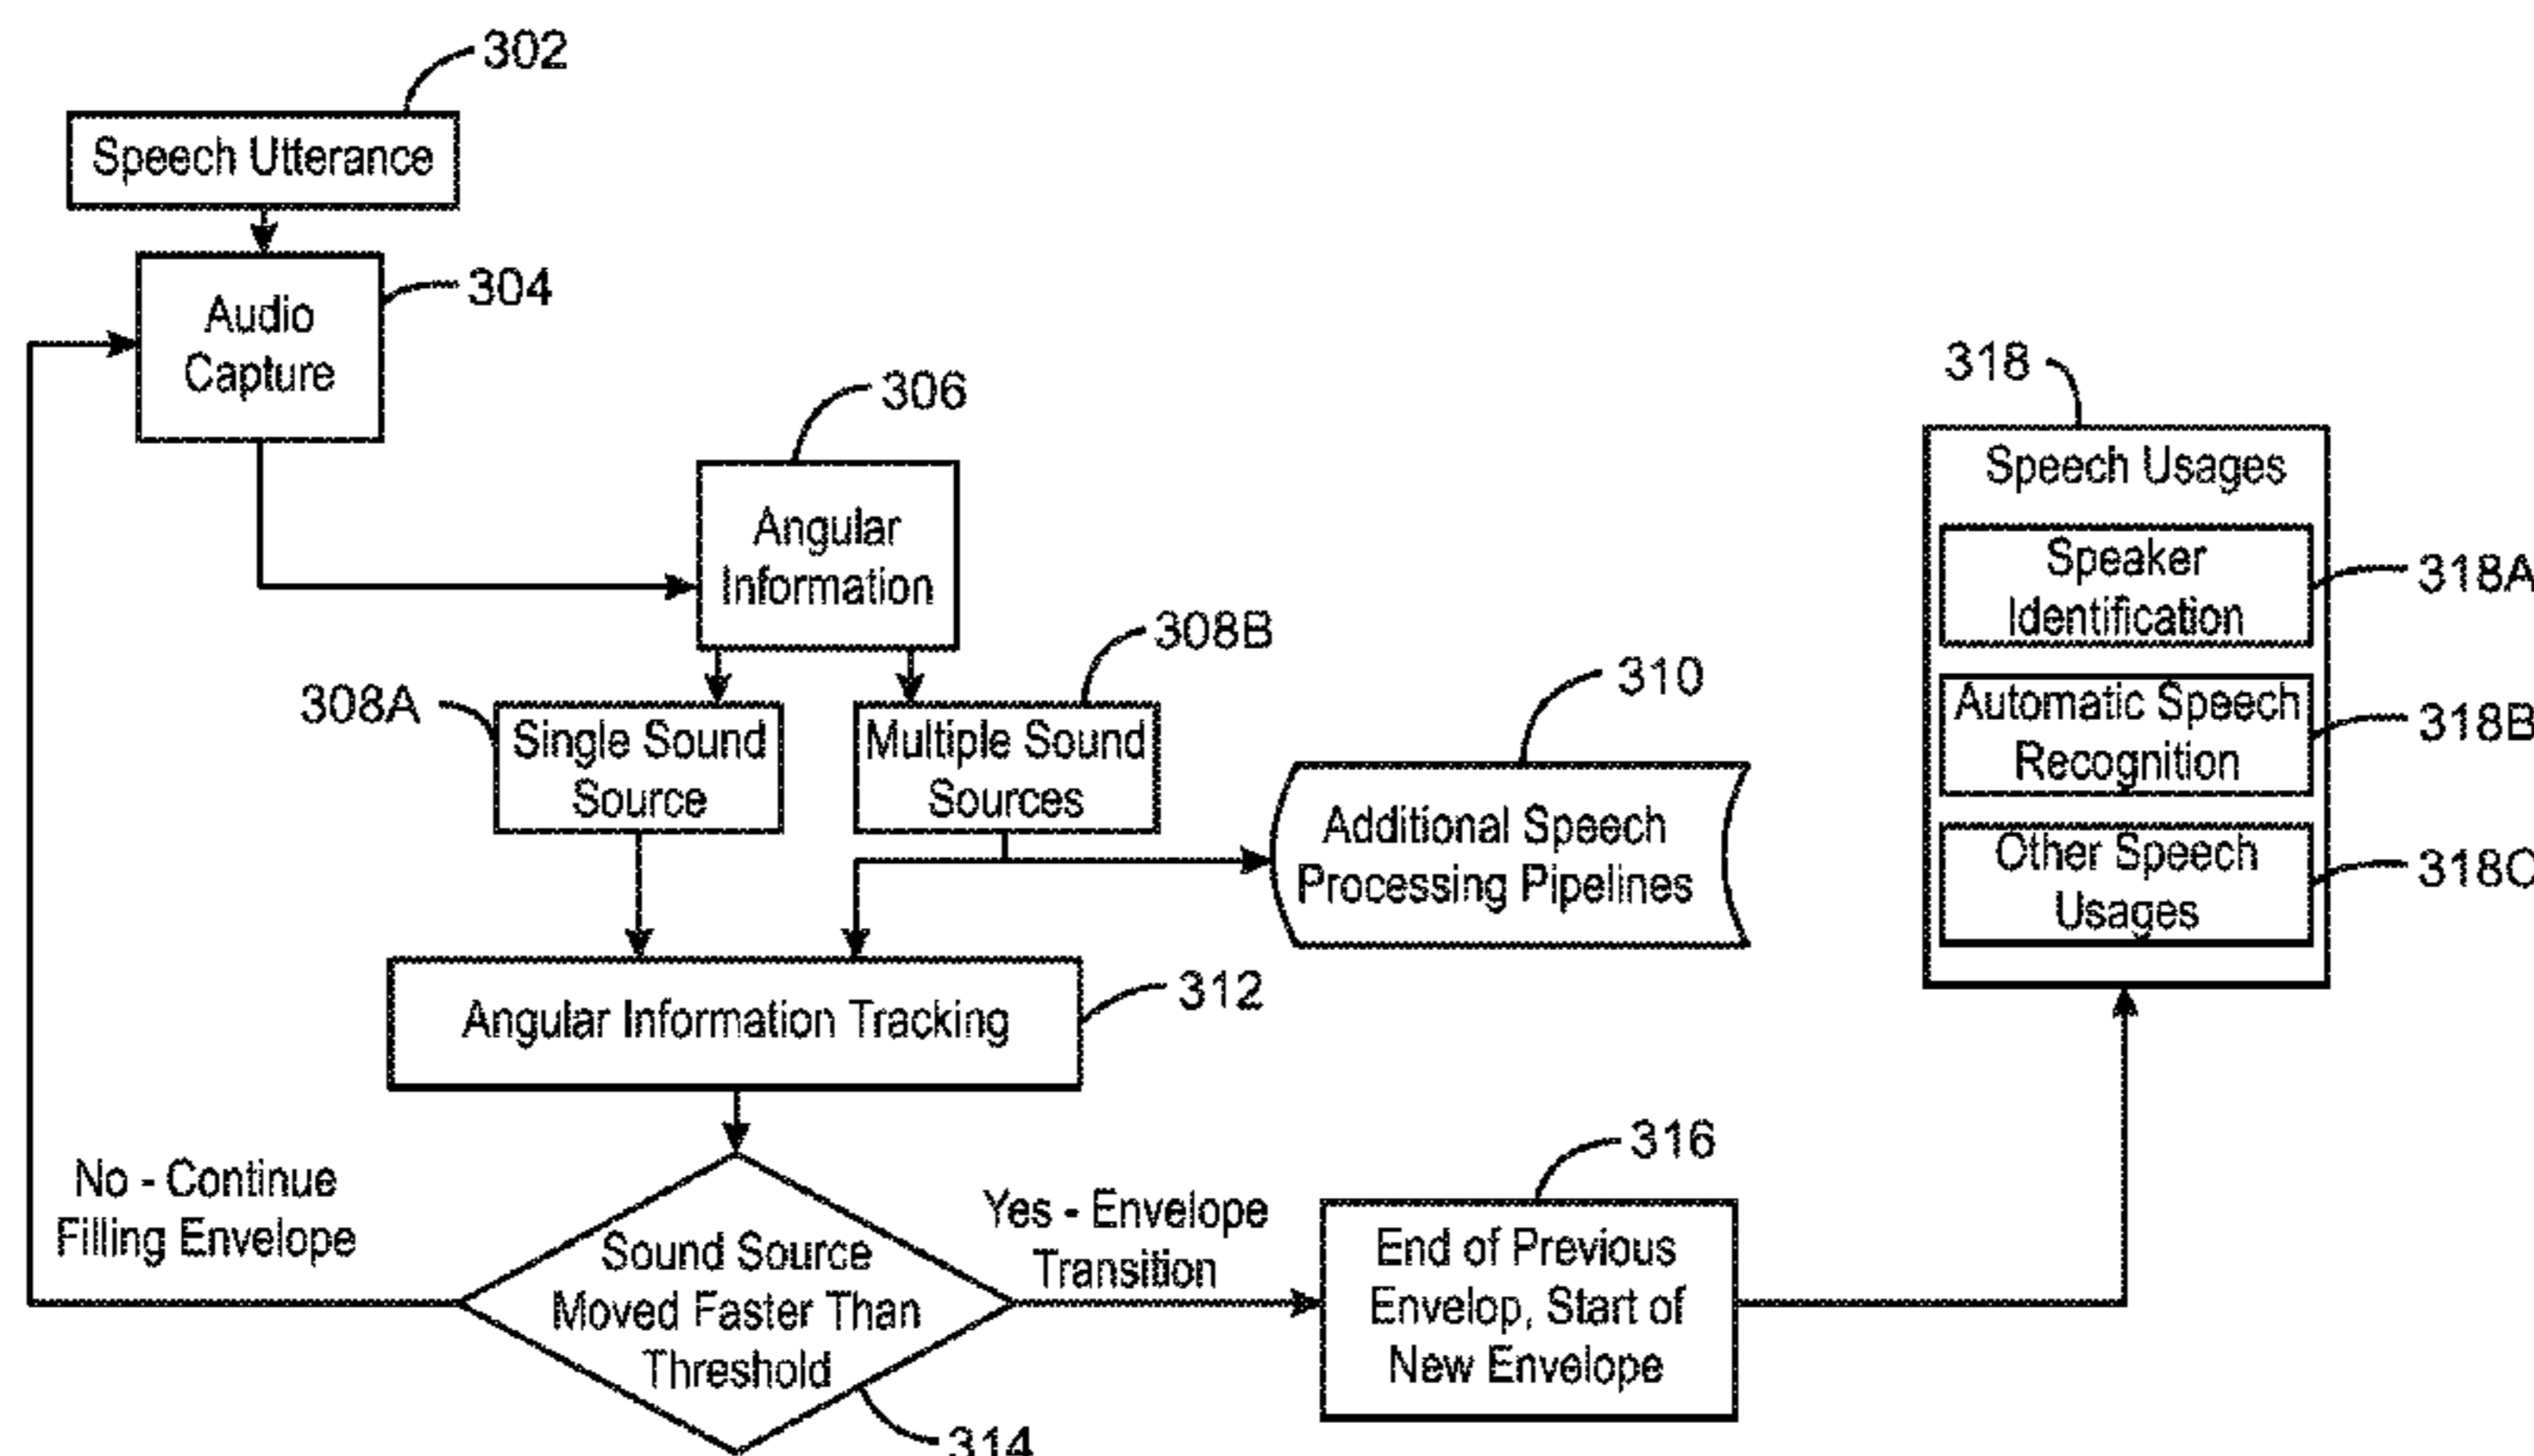 302
Speech Utterance
304
Audio
Capture
306
Angular
Information
308A
Single Sound
Source
308B
Multiple Sound
Sources
310
Additional Speech
Processing Pipelines
312
Angular Information Tracking
No - Continue
Filling Envelope
Sound Source
Moved Faster Than
Threshold
314
Yes - Envelope
Transition
316
End of Previous
Envelop, Start of
New Envelope
318
Speech Usages
Speaker
Identification
318A
Automatic Speech
Recognition
318B
Other Speech
Usages
318C